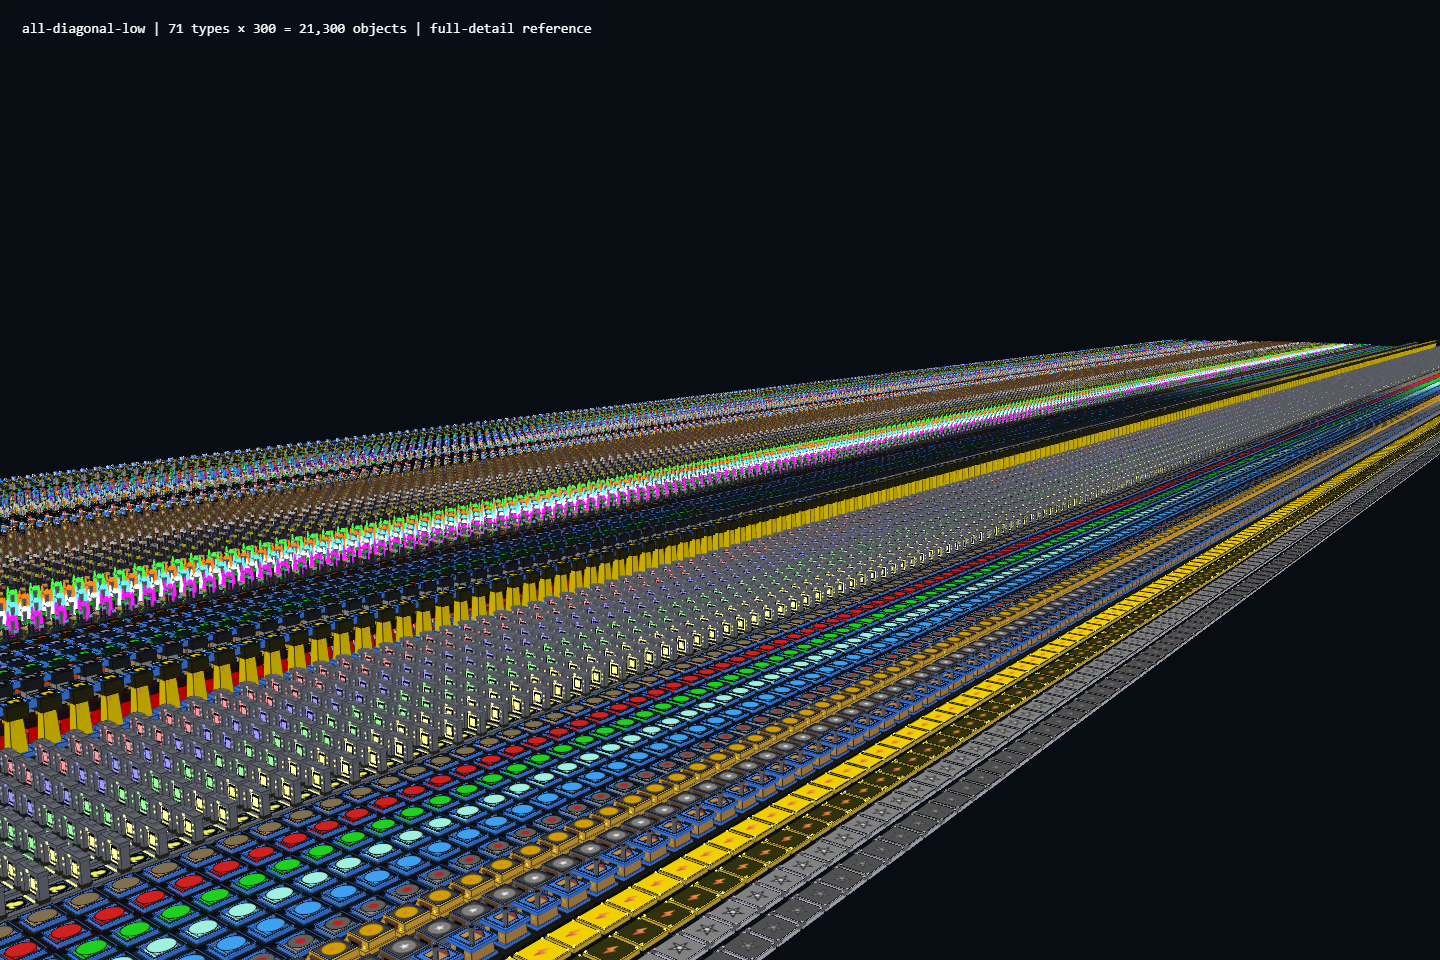 all-diagonal-low | 71 types × 300 = 21,300 objects | full-detail reference